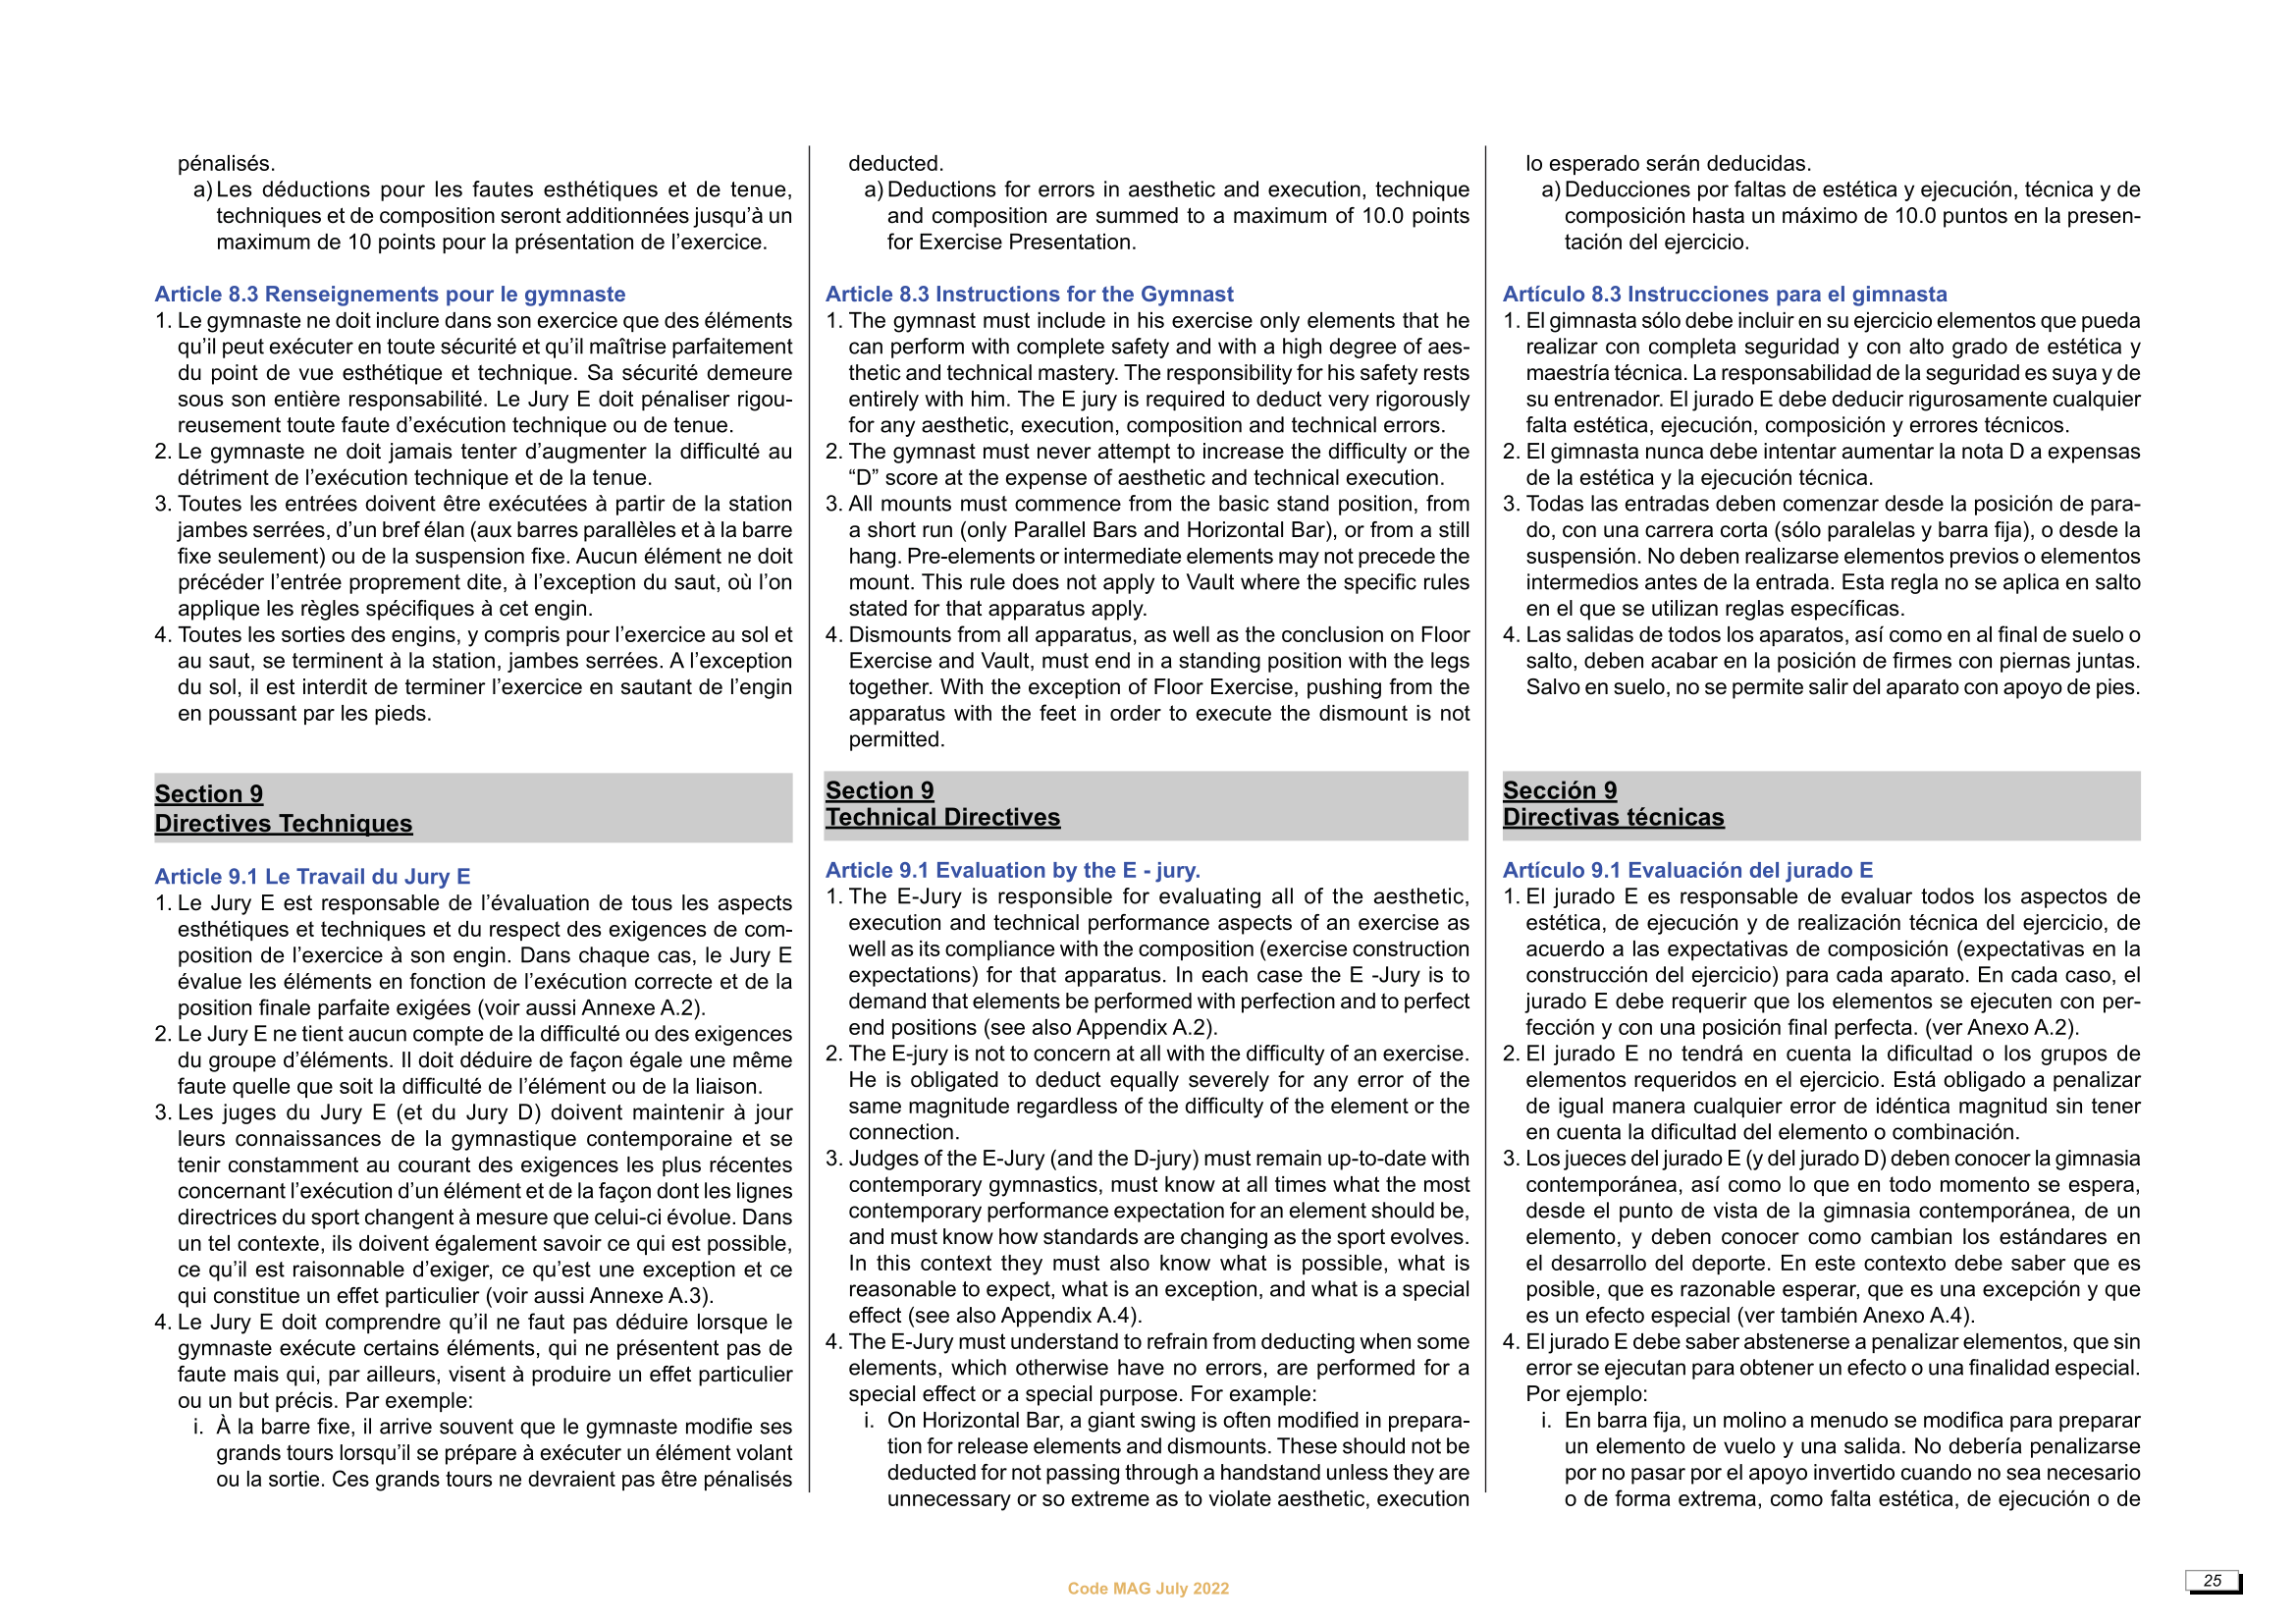 pénalisés.
a) Les déductions pour les fautes esthétiques et de tenue,
techniques et de composition seront additionnées jusqu’à un
maximum de 10 points pour la présentation de l’exercice.
Article 8.3 Renseignements pour le gymnaste
1. Le gymnaste ne doit inclure dans son exercice que des éléments
qu’il peut exécuter en toute sécurité et qu’il maîtrise parfaitement
du point de vue esthétique et technique. Sa sécurité demeure
sous son entière responsabilité. Le Jury E doit pénaliser rigou-
reusement toute faute d’exécution technique ou de tenue.
2. Le gymnaste ne doit jamais tenter d’augmenter la difficulté au
détriment de l’exécution technique et de la tenue.
3. Toutes les entrées doivent être exécutées à partir de la station
jambes serrées, d’un bref élan (aux barres parallèles et à la barre
fixe seulement) ou de la suspension fixe. Aucun élément ne doit
précéder l’entrée proprement dite, à l’exception du saut, où l’on
applique les règles spécifiques à cet engin.
4. Toutes les sorties des engins, y compris pour l’exercice au sol et
au saut, se terminent à la station, jambes serrées. A l’exception
du sol, il est interdit de terminer l’exercice en sautant de l’engin
en poussant par les pieds.
Section 9
Directives Techniques
Article 9.1 Le Travail du Jury E
1. Le Jury E est responsable de l’évaluation de tous les aspects
esthétiques et techniques et du respect des exigences de com-
position de l’exercice à son engin. Dans chaque cas, le Jury E
évalue les éléments en fonction de l’exécution correcte et de la
position finale parfaite exigées (voir aussi Annexe A.2).
2. Le Jury E ne tient aucun compte de la difficulté ou des exigences
du groupe d’éléments. Il doit déduire de façon égale une même
faute quelle que soit la difficulté de l’élément ou de la liaison.
3. Les juges du Jury E (et du Jury D) doivent maintenir à jour
leurs connaissances de la gymnastique contemporaine et se
tenir constamment au courant des exigences les plus récentes
concernant l’exécution d’un élément et de la façon dont les lignes
directrices du sport changent à mesure que celui-ci évolue. Dans
un tel contexte, ils doivent également savoir ce qui est possible,
ce qu’il est raisonnable d’exiger, ce qu’est une exception et ce
qui constitue un effet particulier (voir aussi Annexe A.3).
4. Le Jury E doit comprendre qu’il ne faut pas déduire lorsque le
gymnaste exécute certains éléments, qui ne présentent pas de
faute mais qui, par ailleurs, visent à produire un effet particulier
ou un but précis. Par exemple:
i. À la barre fixe, il arrive souvent que le gymnaste modifie ses
grands tours lorsqu’il se prépare à exécuter un élément volant
ou la sortie. Ces grands tours ne devraient pas être pénalisés
deducted.
a) Deductions for errors in aesthetic and execution, technique
and composition are summed to a maximum of 10.0 points
for Exercise Presentation.
Article 8.3 Instructions for the Gymnast
1. The gymnast must include in his exercise only elements that he
can perform with complete safety and with a high degree of aes-
thetic and technical mastery. The responsibility for his safety rests
entirely with him. The E jury is required to deduct very rigorously
for any aesthetic, execution, composition and technical errors.
2. The gymnast must never attempt to increase the difficulty or the
“D” score at the expense of aesthetic and technical execution.
3. All mounts must commence from the basic stand position, from
a short run (only Parallel Bars and Horizontal Bar), or from a still
hang. Pre-elements or intermediate elements may not precede the
mount. This rule does not apply to Vault where the specific rules
stated for that apparatus apply.
4. Dismounts from all apparatus, as well as the conclusion on Floor
Exercise and Vault, must end in a standing position with the legs
together. With the exception of Floor Exercise, pushing from the
apparatus with the feet in order to execute the dismount is not
permitted.
Section 9
Technical Directives
Article 9.1 Evaluation by the E - jury.
1. The E-Jury is responsible for evaluating all of the aesthetic,
execution and technical performance aspects of an exercise as
well as its compliance with the composition (exercise construction
expectations) for that apparatus. In each case the E -Jury is to
demand that elements be performed with perfection and to perfect
end positions (see also Appendix A.2).
2. The E-jury is not to concern at all with the difficulty of an exercise.
He is obligated to deduct equally severely for any error of the
same magnitude regardless of the difficulty of the element or the
connection.
3. Judges of the E-Jury (and the D-jury) must remain up-to-date with
contemporary gymnastics, must know at all times what the most
contemporary performance expectation for an element should be,
and must know how standards are changing as the sport evolves.
In this context they must also know what is possible, what is
reasonable to expect, what is an exception, and what is a special
effect (see also Appendix A.4).
4. The E-Jury must understand to refrain from deducting when some
elements, which otherwise have no errors, are performed for a
special effect or a special purpose. For example:
i. On Horizontal Bar, a giant swing is often modified in prepara-
tion for release elements and dismounts. These should not be
deducted for not passing through a handstand unless they are
unnecessary or so extreme as to violate aesthetic, execution
lo esperado serán deducidas.
a) Deducciones por faltas de estética y ejecución, técnica y de
composición hasta un máximo de 10.0 puntos en la presen-
tación del ejercicio.
Artículo 8.3 Instrucciones para el gimnasta
1. El gimnasta sólo debe incluir en su ejercicio elementos que pueda
realizar con completa seguridad y con alto grado de estética y
maestría técnica. La responsabilidad de la seguridad es suya y de
su entrenador. El jurado E debe deducir rigurosamente cualquier
falta estética, ejecución, composición y errores técnicos.
2. El gimnasta nunca debe intentar aumentar la nota D a expensas
de la estética y la ejecución técnica.
3. Todas las entradas deben comenzar desde la posición de para-
do, con una carrera corta (sólo paralelas y barra fija), o desde la
suspensión. No deben realizarse elementos previos o elementos
intermedios antes de la entrada. Esta regla no se aplica en salto
en el que se utilizan reglas específicas.
4. Las salidas de todos los aparatos, así como en al final de suelo o
salto, deben acabar en la posición de firmes con piernas juntas.
Salvo en suelo, no se permite salir del aparato con apoyo de pies.
Sección 9
Directivas técnicas
Artículo 9.1 Evaluación del jurado E
1. El jurado E es responsable de evaluar todos los aspectos de
estética, de ejecución y de realización técnica del ejercicio, de
acuerdo a las expectativas de composición (expectativas en la
construcción del ejercicio) para cada aparato. En cada caso, el
jurado E debe requerir que los elementos se ejecuten con per-
fección y con una posición final perfecta. (ver Anexo A.2).
2. El jurado E no tendrá en cuenta la dificultad o los grupos de
elementos requeridos en el ejercicio. Está obligado a penalizar
de igual manera cualquier error de idéntica magnitud sin tener
en cuenta la dificultad del elemento o combinación.
3. Los jueces del jurado E (y del jurado D) deben conocer la gimnasia
contemporánea, así como lo que en todo momento se espera,
desde el punto de vista de la gimnasia contemporánea, de un
elemento, y deben conocer como cambian los estándares en
el desarrollo del deporte. En este contexto debe saber que es
posible, que es razonable esperar, que es una excepción y que
es un efecto especial (ver también Anexo A.4).
4. El jurado E debe saber abstenerse a penalizar elementos, que sin
error se ejecutan para obtener un efecto o una finalidad especial.
Por ejemplo:
i. En barra fija, un molino a menudo se modifica para preparar
un elemento de vuelo y una salida. No debería penalizarse
por no pasar por el apoyo invertido cuando no sea necesario
o de forma extrema, como falta estética, de ejecución o de
Code MAG July 2022
25